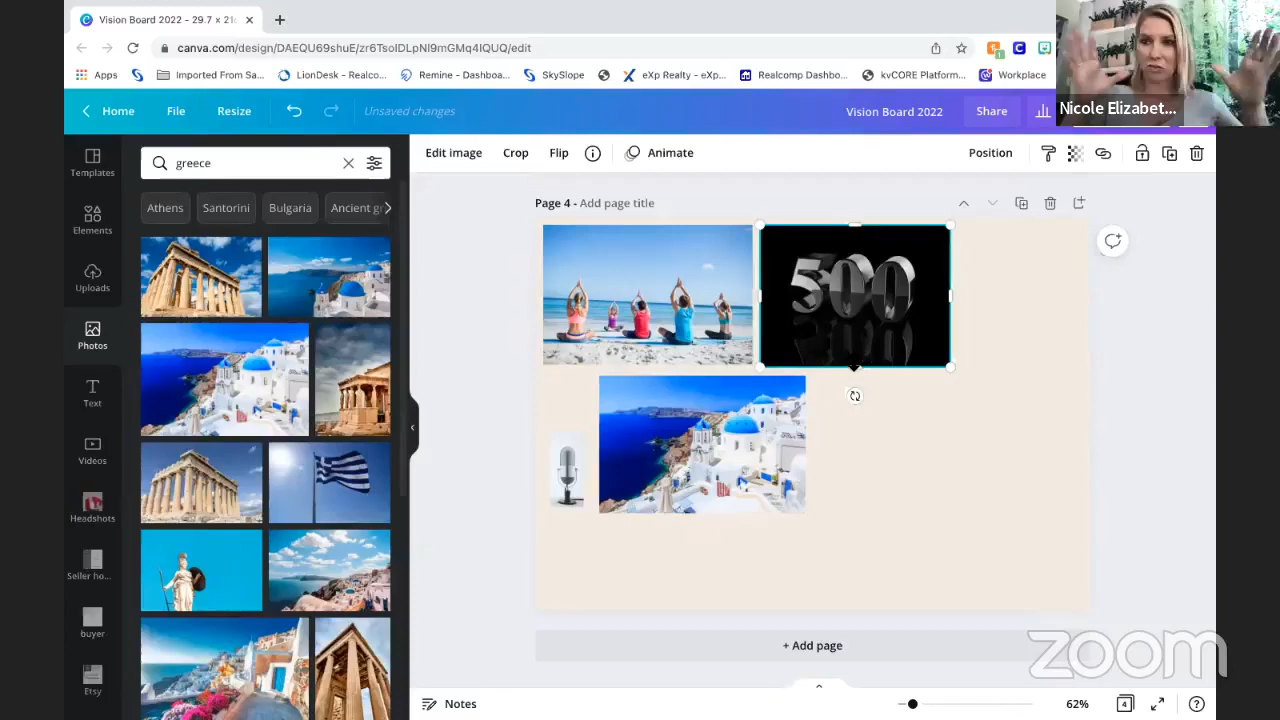 Vision Board 2022 - 29.7 × 21
canva.com/design/DAEQU69shuE/zr6TsoIDLpNl9mGMq4IQUQ/edit
Apps
Imported From Sa...
LionDesk - Realco...
Remine - Dashboa...
SkySlope
eXp Realty - eXp...
Realcomp Dashbo...
kvCORE Platform...
Workplace
Nicole Elizabet...
Home
File
Resize
Unsaved changes
Vision Board 2022
Share
Templates
Elements
Uploads
Photos
Text
Videos
Headshots
Seller ho...
buyer
Etsy
greece
Athens
Santorini
Bulgaria
Ancient gr
Edit image
Crop
Flip
Animate
Position
Page 4 - Add page title
500
+ Add page
zoom
Notes
62%
4